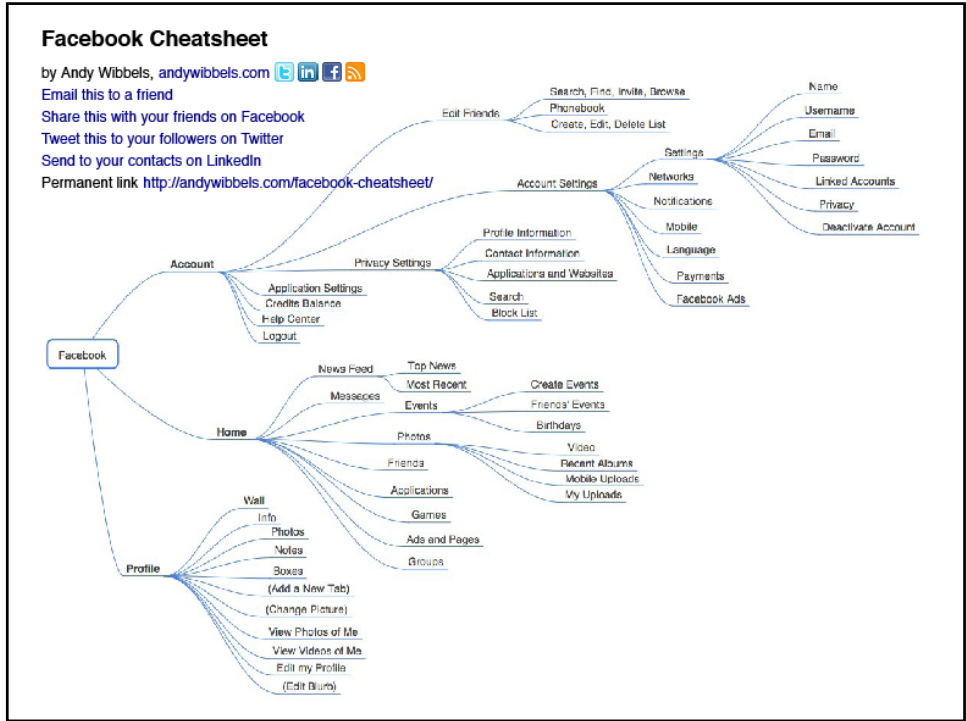 Facebook Cheatsheet
by Andy Wibbels, andywibbels.com
Email this to a friend
Share this with your friends on Facebook
Tweet this to your followers on Twitter
Send to your contacts on LinkedIn
Permanent link http://andywibbels.com/facebook-cheatsheet/
Facebook
Account
Edit Friends
Search, Find, Invite, Browse
Phonebook
Create, Edit, Delete List
Account Settings
Settings
Name
Username
Email
Password
Linked Accounts
Privacy
Deactivate Account
Networks
Notifications
Mobile
Language
Payments
Facebook Ads
Privacy Settings
Profile Information
Contact Information
Applications and Websites
Search
Block List
Application Settings
Credits Balance
Help Center
Logout
Home
News Feed
Top News
Most Recent
Messages
Events
Create Events
Friends' Events
Birthdays
Photos
Video
Recent Albums
Mobile Uploads
My Uploads
Friends
Applications
Games
Ads and Pages
Groups
Profile
Wall
Info
Photos
Notes
Boxes
(Add a New Tab)
(Change Picture)
View Photos of Me
View Videos of Me
Edit my Profile
(Edit Blurb)